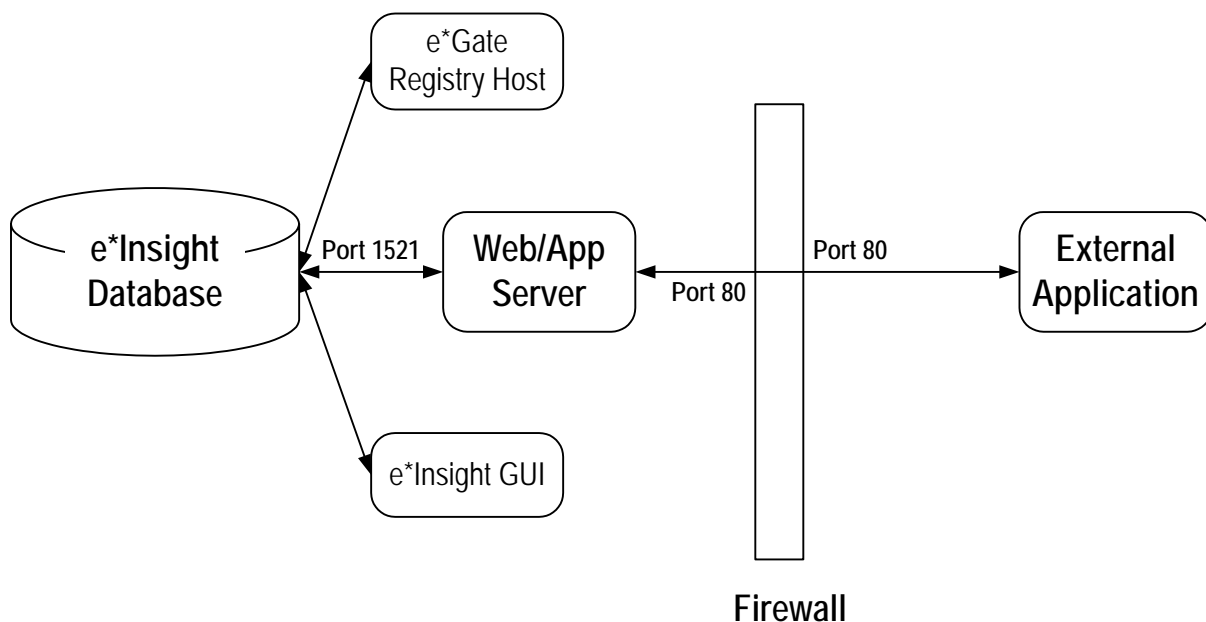 e*Gate
Registry Host
e*Insight
Database
Port 1521
Web/App
Server
Port 80
Port 80
External
Application
e*Insight GUI
Firewall